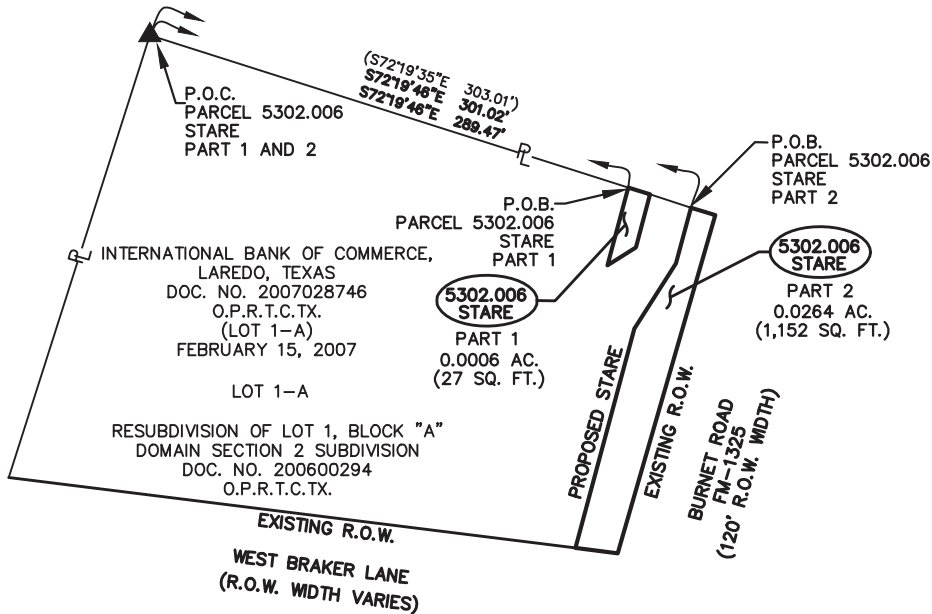 (S72°19'35"E 303.01')
S72°19'46"E 301.02'
S72°19'46"E 289.47'
P.O.C.
PARCEL 5302.006
STARE
PART 1 AND 2
PL
P.O.B.
PARCEL 5302.006
STARE
PART 2
P.O.B.
PARCEL 5302.006
STARE
PART 1
5302.006
STARE
PART 2
0.0264 AC.
(1,152 SQ. FT.)
5302.006
STARE
PART 1
0.0006 AC.
(27 SQ. FT.)
PL
INTERNATIONAL BANK OF COMMERCE,
LAREDO, TEXAS
DOC. NO. 2007028746
O.P.R.T.C.TX.
(LOT 1-A)
FEBRUARY 15, 2007
LOT 1-A
RESUBDIVISION OF LOT 1, BLOCK "A"
DOMAIN SECTION 2 SUBDIVISION
DOC. NO. 200600294
O.P.R.T.C.TX.
PROPOSED STARE
EXISTING R.O.W.
BURNET ROAD
FM-1325
(120' R.O.W. WIDTH)
EXISTING R.O.W.
WEST BRAKER LANE
(R.O.W. WIDTH VARIES)